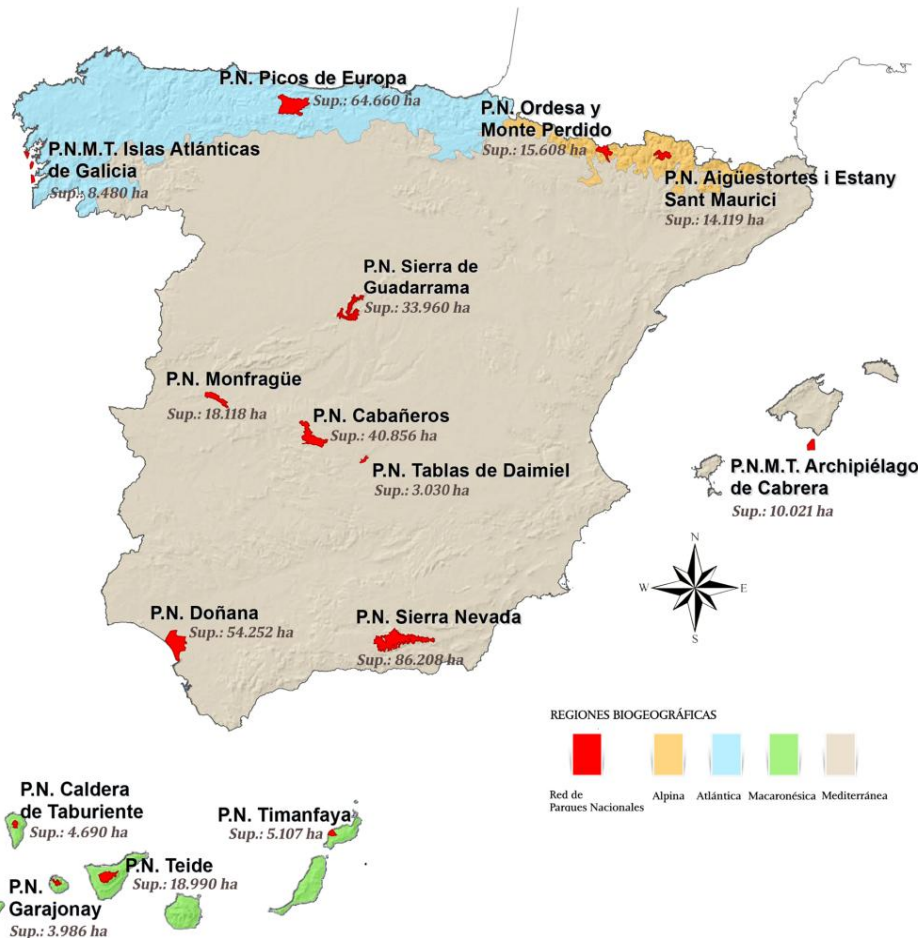 P.N. Picos de Europa
Sup.: 64.660 ha
P.N. Ordesa y
Monte Perdido
Sup.: 15.608 ha
P.N.M.T. Islas Atlánticas
de Galicia
Sup.: 8.480 ha
P.N. Aigüestortes i Estany
Sant Maurici
Sup.: 14.119 ha
P.N. Sierra de
Guadarrama
Sup.: 33.960 ha
P.N. Monfragüe
Sup.: 18.118 ha
P.N. Cabañeros
Sup.: 40.856 ha
P.N. Tablas de Daimiel
Sup.: 3.030 ha
P.N.M.T. Archipiélago
de Cabrera
Sup.: 10.021 ha
N
W
E
S
P.N. Doñana
Sup.: 54.252 ha
P.N. Sierra Nevada
Sup.: 86.208 ha
REGIONES BIOGEOGRÁFICAS
Red de
Parques Nacionales
Alpina
Atlántica
Macaronésica
Mediterránea
P.N. Caldera
de Taburiente
Sup.: 4.690 ha
P.N. Timanfaya
Sup.: 5.107 ha
P.N. Teide
Sup.: 18.990 ha
P.N.
Garajonay
Sup.: 3.986 ha